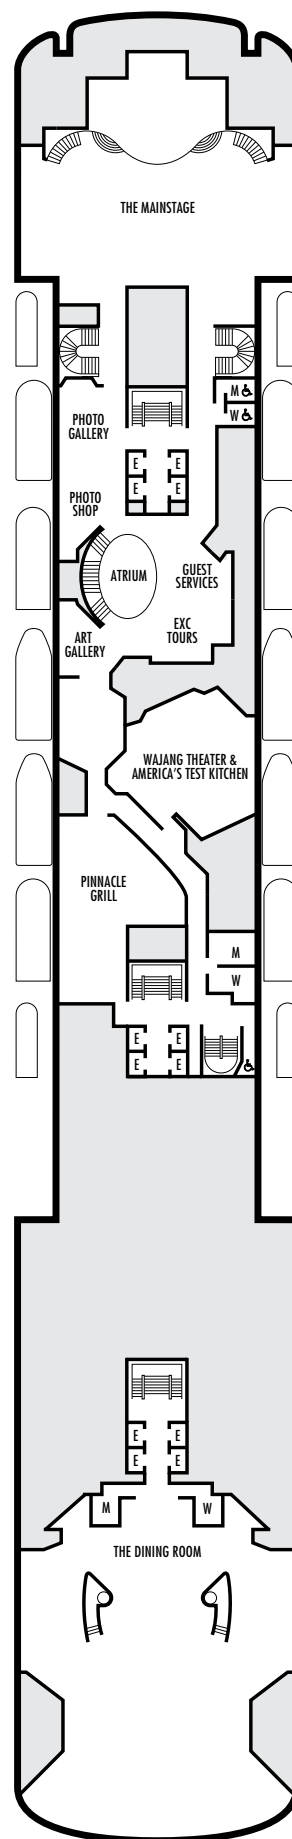 THE MAINSTAGE
M
W
PHOTO
GALLERY
E E
E E
PHOTO
SHOP
ATRIUM
GUEST
SERVICES
EXC
TOURS
ART
GALLERY
WAJANG THEATER &
AMERICA'S TEST KITCHEN
PINNACLE
GRILL
M
W
E E
E E
E E
E E
M W
THE DINING ROOM